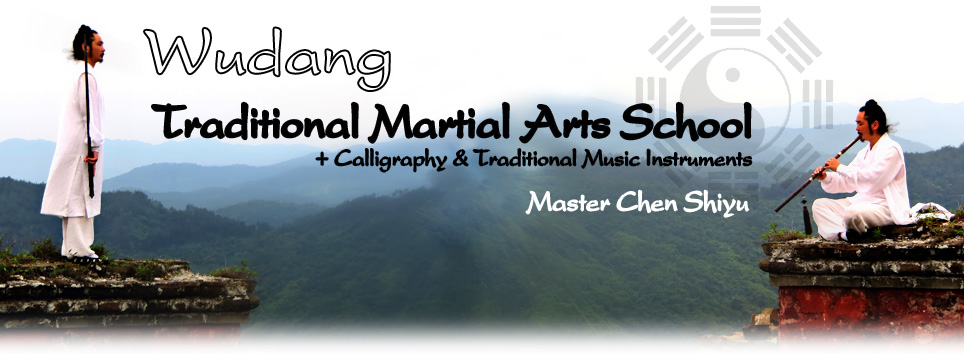 Wudang
Traditional Martial Arts School
+ Calligraphy & Traditional Music Instruments
Master Chen Shiyu